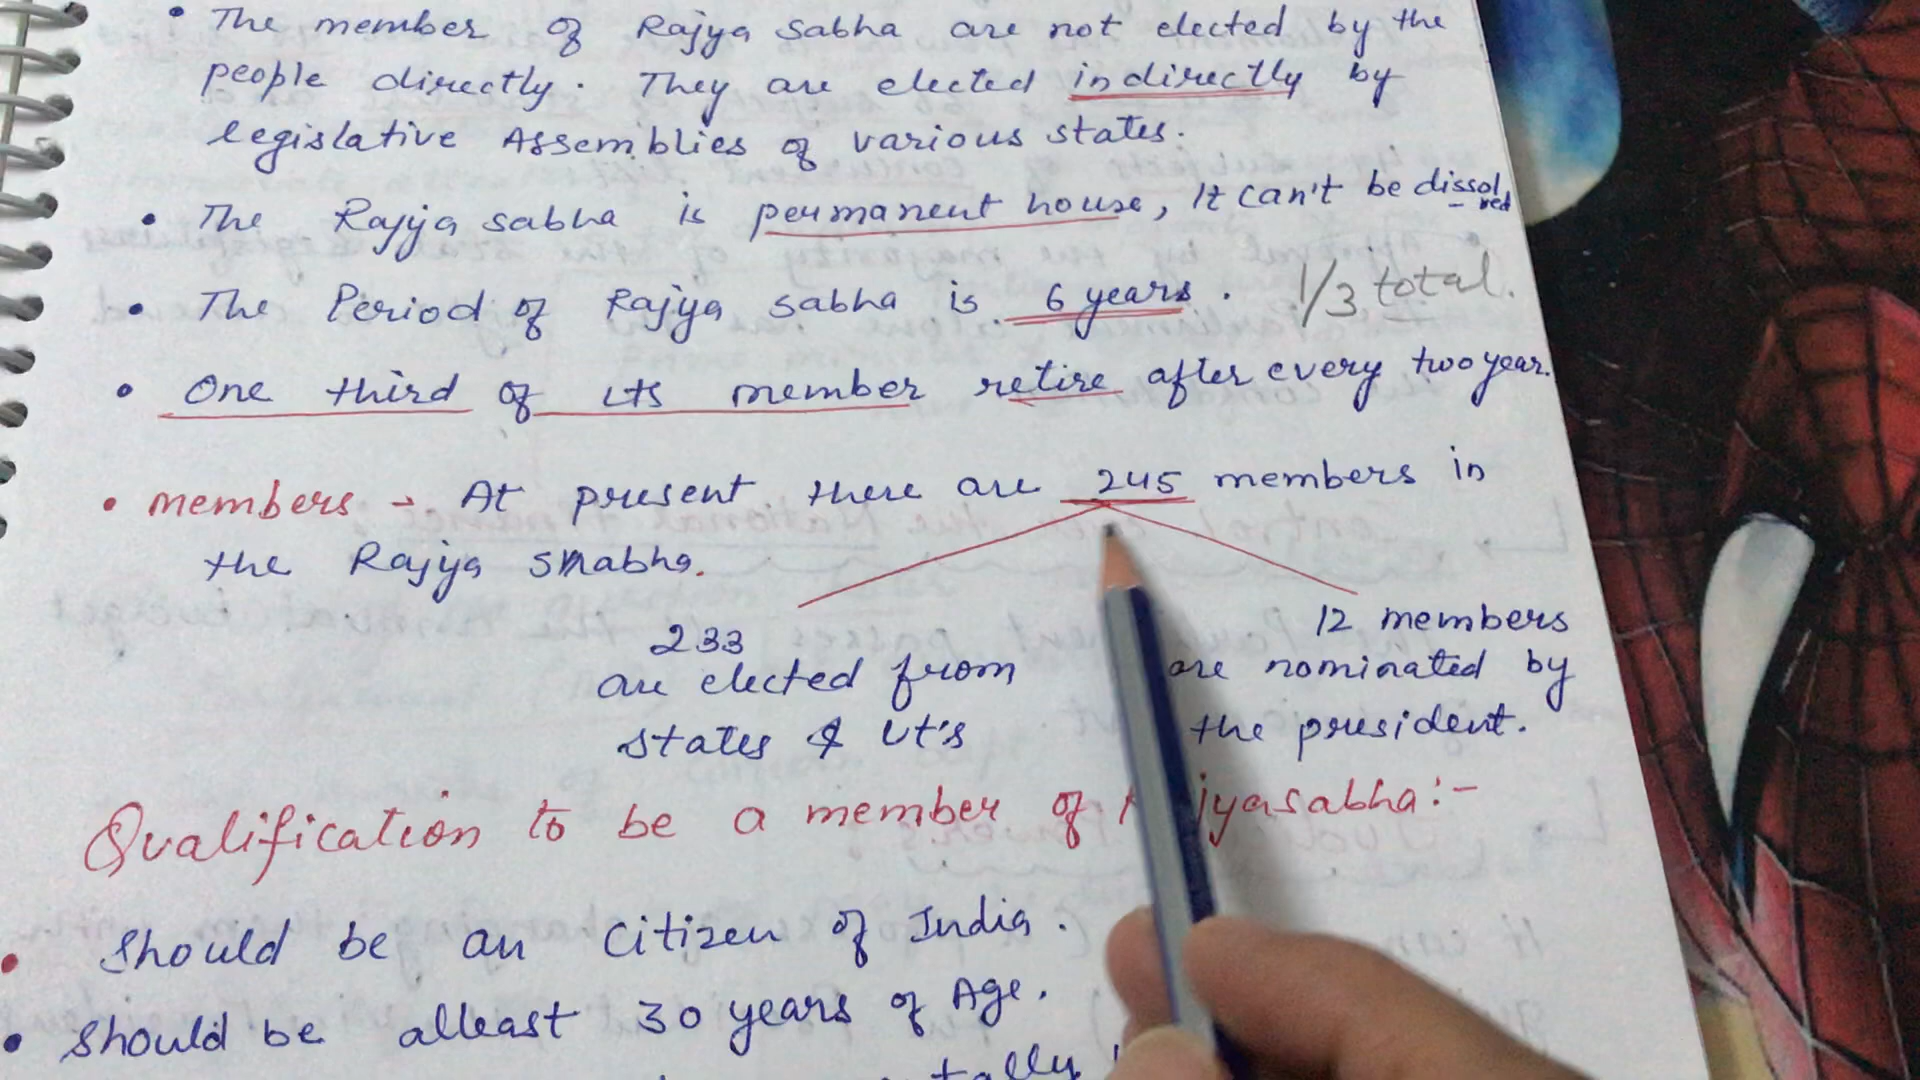 • The member of Rajya Sabha are not elected by the
people directly. They are elected indirectly by
legislative Assemblies of various states.
• The Rajya sabha is permanent house, It can't be dissolved
• The Period of Rajya sabha is 6 years. 1/3 total.
• One third of its member retire after every two year.
• members → At present there are 245 members in
the Rajya sabha.
233 12 members
are elected from are nominated by
states & Ut's the president.
Qualification to be a member of :-
• Should be an Citizen of India.
• Should be atleast 30 years of Age.